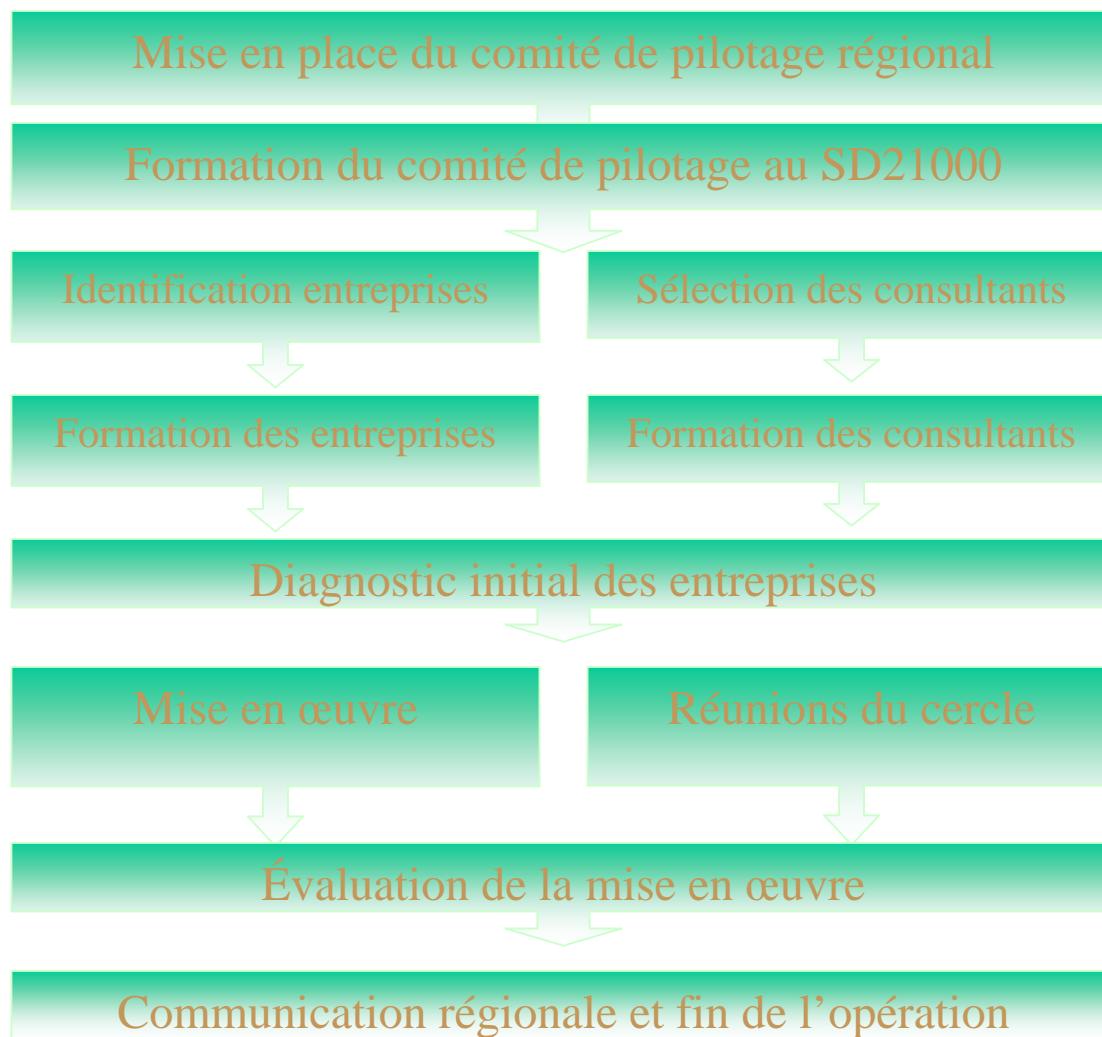 Mise en place du comité de pilotage régional
Formation du comité de pilotage au SD21000
Identification entreprises
Sélection des consultants
Formation des entreprises
Formation des consultants
Diagnostic initial des entreprises
Mise en œuvre
Réunions du cercle
Évaluation de la mise en œuvre
Communication régionale et fin de l’opération